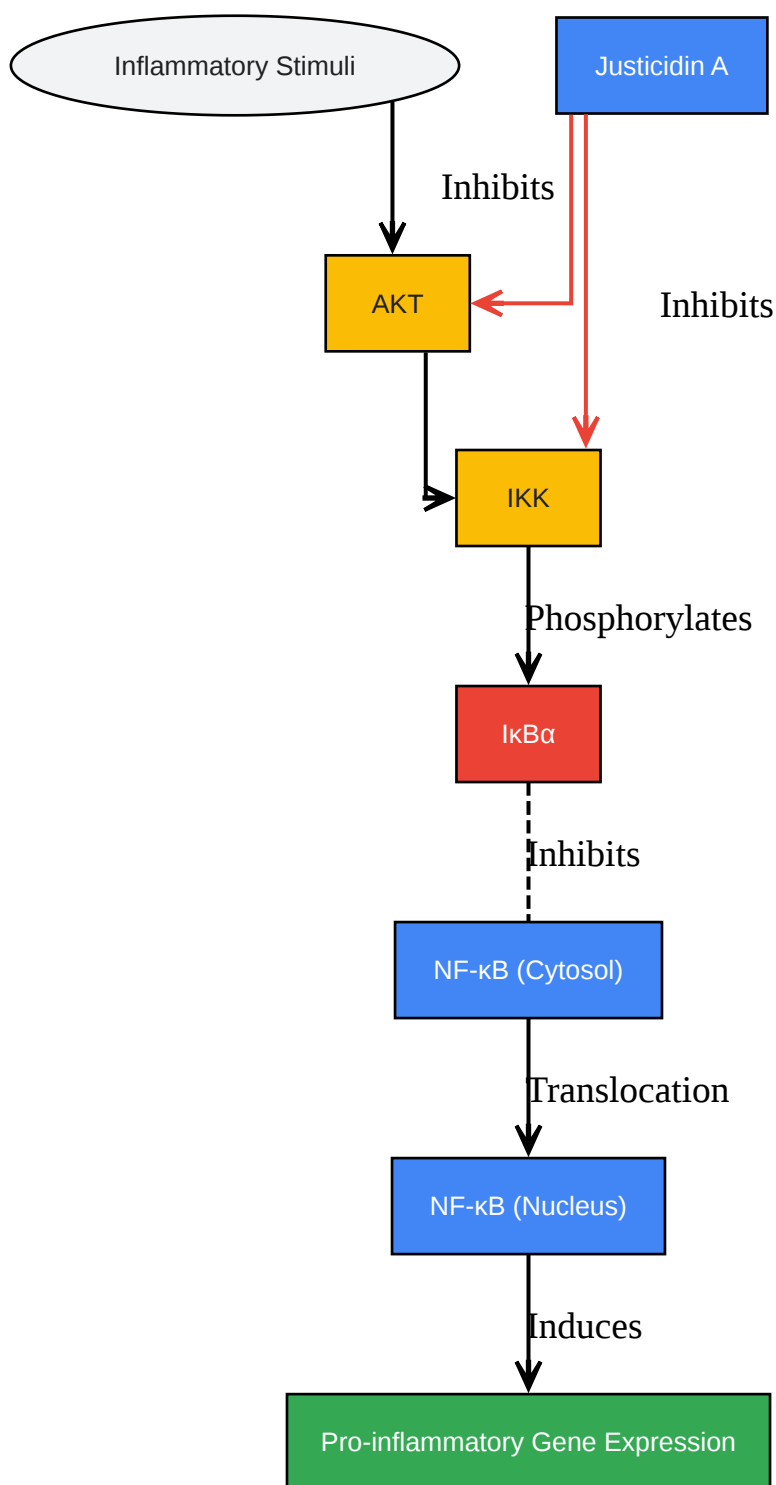 Inflammatory Stimuli
Justicidin A
Inhibits
AKT
Inhibits
IKK
Phosphorylates
IκBα
Inhibits
NF-κB (Cytosol)
Translocation
NF-κB (Nucleus)
Induces
Pro-inflammatory Gene Expression